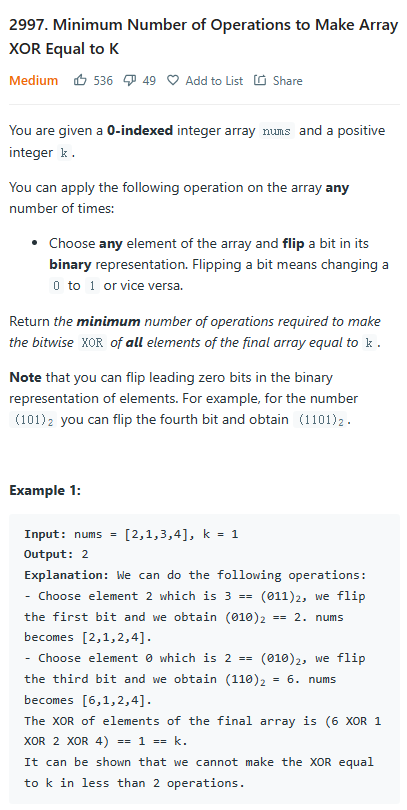 2997. Minimum Number of Operations to Make Array
XOR Equal to K
Medium 536 49 Add to List Share
You are given a 0-indexed integer array nums and a positive
integer k.
You can apply the following operation on the array any
number of times:
• Choose any element of the array and flip a bit in its
binary representation. Flipping a bit means changing a
0 to 1 or vice versa.
Return the minimum number of operations required to make
the bitwise XOR of all elements of the final array equal to k.
Note that you can flip leading zero bits in the binary
representation of elements. For example, for the number
(101)₂ you can flip the fourth bit and obtain (1101)₂.
Example 1:
Input: nums = [2,1,3,4], k = 1
Output: 2
Explanation: We can do the following operations:
- Choose element 2 which is 3 == (011)₂, we flip
the first bit and we obtain (010)₂ == 2. nums
becomes [2,1,2,4].
- Choose element 0 which is 2 == (010)₂, we flip
the third bit and we obtain (110)₂ = 6. nums
becomes [6,1,2,4].
The XOR of elements of the final array is (6 XOR 1
XOR 2 XOR 4) == 1 == k.
It can be shown that we cannot make the XOR equal
to k in less than 2 operations.